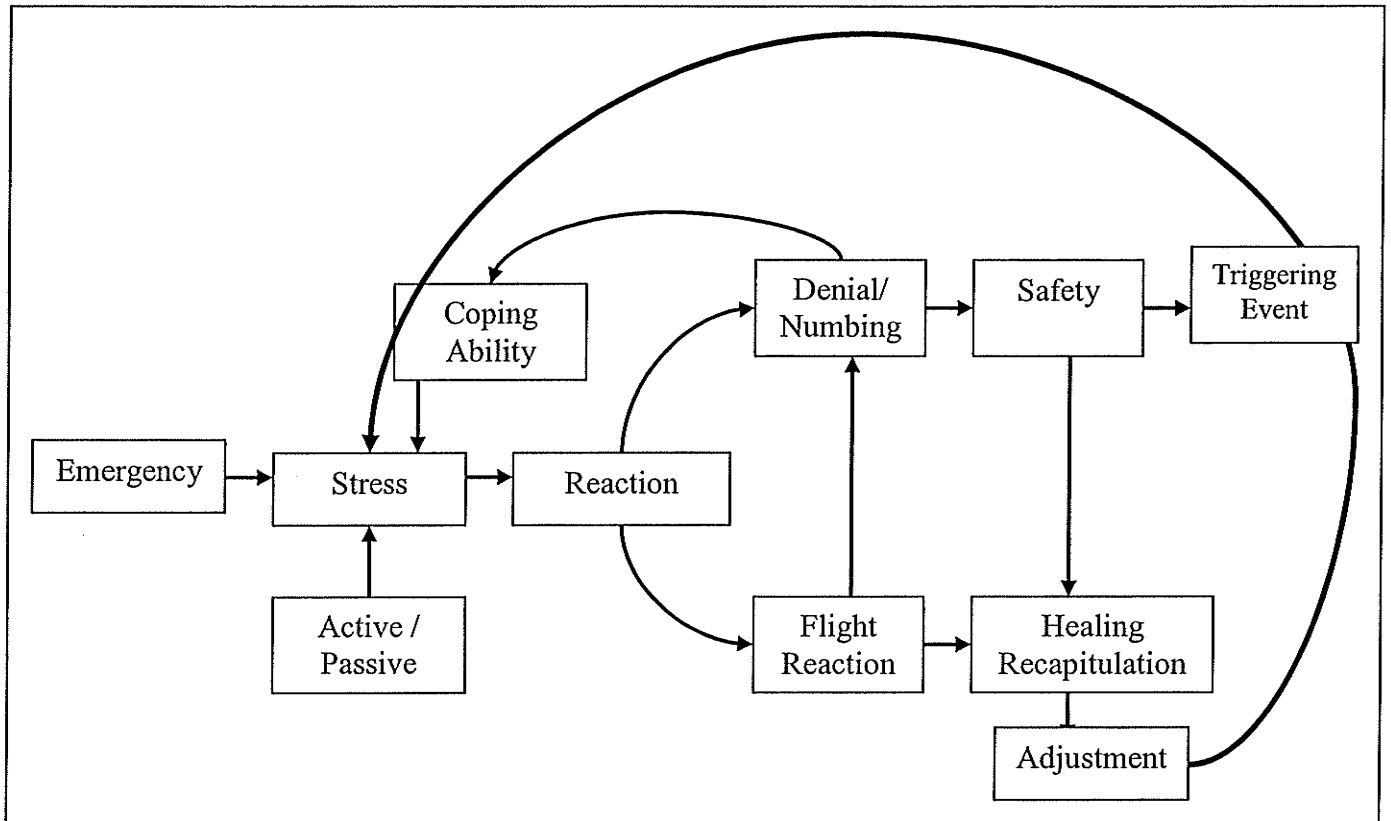 Coping
Ability
Denial/
Numbing
Safety
Triggering
Event
Emergency
Stress
Reaction
Active /
Passive
Flight
Reaction
Healing
Recapitulation
Adjustment